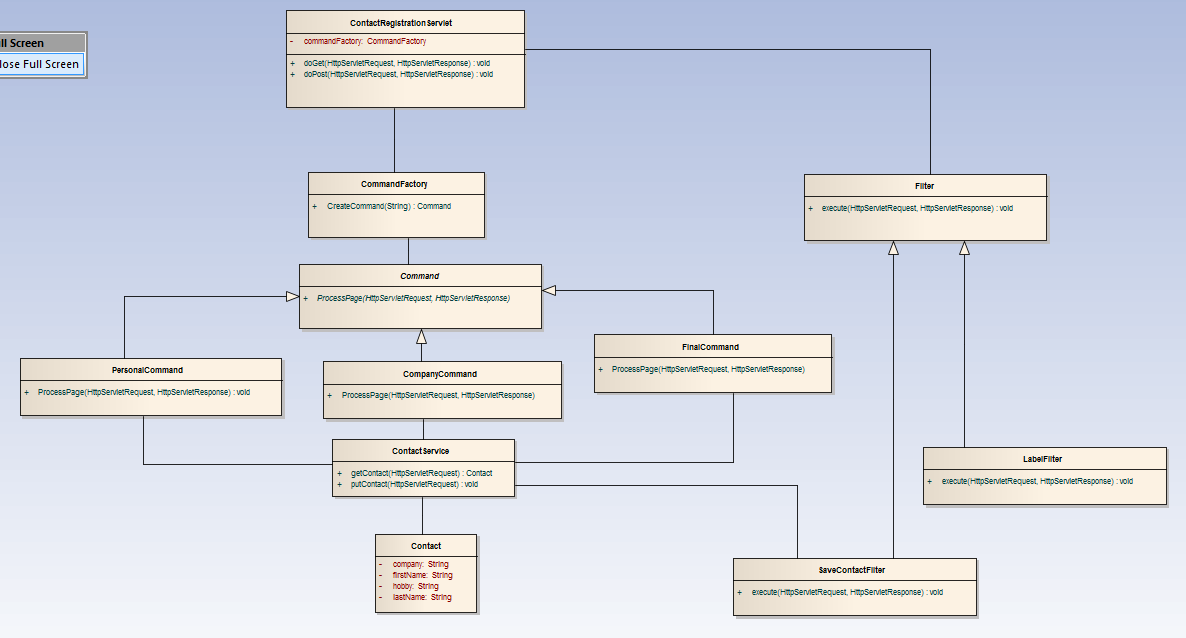 ll Screen
lose Full Screen
ContactRegistrationServlet
- commandFactory: CommandFactory
+ doGet(HttpServletRequest, HttpServletResponse) : void
+ doPost(HttpServletRequest, HttpServletResponse) : void
CommandFactory
+ CreateCommand(String) : Command
Filter
+ execute(HttpServletRequest, HttpServletResponse) : void
Command
+ ProcessPage(HttpServletRequest, HttpServletResponse)
FinalCommand
+ ProcessPage(HttpServletRequest, HttpServletResponse)
PersonalCommand
+ ProcessPage(HttpServletRequest, HttpServletResponse) : void
CompanyCommand
+ ProcessPage(HttpServletRequest, HttpServletResponse)
ContactService
+ getContact(HttpServletRequest) : Contact
+ putContact(HttpServletRequest) : void
LabelFilter
+ execute(HttpServletRequest, HttpServletResponse) : void
Contact
- company: String
- firstName: String
- hobby: String
- lastName: String
SaveContactFilter
+ execute(HttpServletRequest, HttpServletResponse) : void